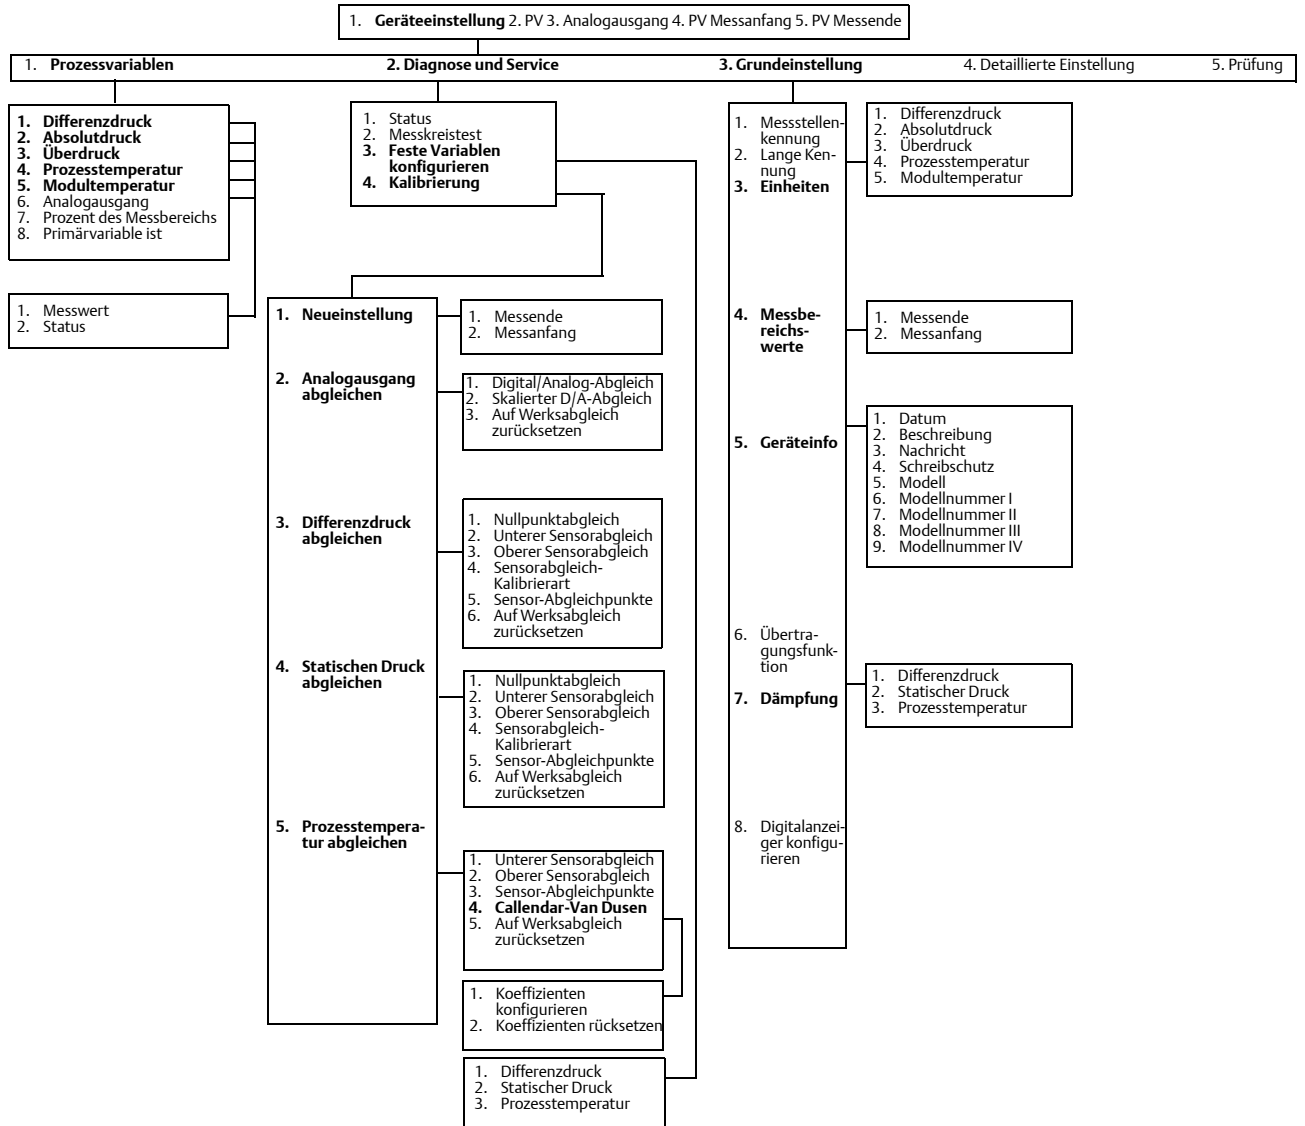 1. Geräteeinstellung 2. PV 3. Analogausgang 4. PV Messanfang 5. PV Messende
1. Prozessvariablen 2. Diagnose und Service 3. Grundeinstellung 4. Detaillierte Einstellung 5. Prüfung
1. Differenzdruck
2. Absolutdruck
3. Überdruck
4. Prozesstemperatur
5. Modultemperatur
6. Analogausgang
7. Prozent des Messbereichs
8. Primärvariable ist
1. Messwert
2. Status
1. Status
2. Messkreistest
3. Feste Variablen
konfigurieren
4. Kalibrierung
1. Neueinstellung
2. Analogausgang
abgleichen
3. Differenzdruck
abgleichen
4. Statischen Druck
abgleichen
5. Prozesstempera-
tur abgleichen
1. Messende
2. Messanfang
1. Digital/Analog-Abgleich
2. Skalierter D/A-Abgleich
3. Auf Werksabgleich
zurücksetzen
1. Nullpunktabgleich
2. Unterer Sensorabgleich
3. Oberer Sensorabgleich
4. Sensorabgleich-
Kalibrierart
5. Sensor-Abgleichpunkte
6. Auf Werksabgleich
zurücksetzen
1. Nullpunktabgleich
2. Unterer Sensorabgleich
3. Oberer Sensorabgleich
4. Sensorabgleich-
Kalibrierart
5. Sensor-Abgleichpunkte
6. Auf Werksabgleich
zurücksetzen
1. Unterer Sensorabgleich
2. Oberer Sensorabgleich
3. Sensor-Abgleichpunkte
4. Callendar-Van Dusen
5. Auf Werksabgleich
zurücksetzen
1. Koeffizienten
konfigurieren
2. Koeffizienten rücksetzen
1. Differenzdruck
2. Statischer Druck
3. Prozesstemperatur
1. Messstellen-
kennung
2. Lange Ken-
nung
3. Einheiten
4. Messbe-
reichs-
werte
5. Geräteinfo
6. Übertra-
gungsfunk-
tion
7. Dämpfung
8. Digitalanzei-
ger konfigu-
rieren
1. Differenzdruck
2. Absolutdruck
3. Überdruck
4. Prozesstemperatur
5. Modultemperatur
1. Messende
2. Messanfang
1. Datum
2. Beschreibung
3. Nachricht
4. Schreibschutz
5. Modell
6. Modellnummer I
7. Modellnummer II
8. Modellnummer III
9. Modellnummer IV
1. Differenzdruck
2. Statischer Druck
3. Prozesstemperatur